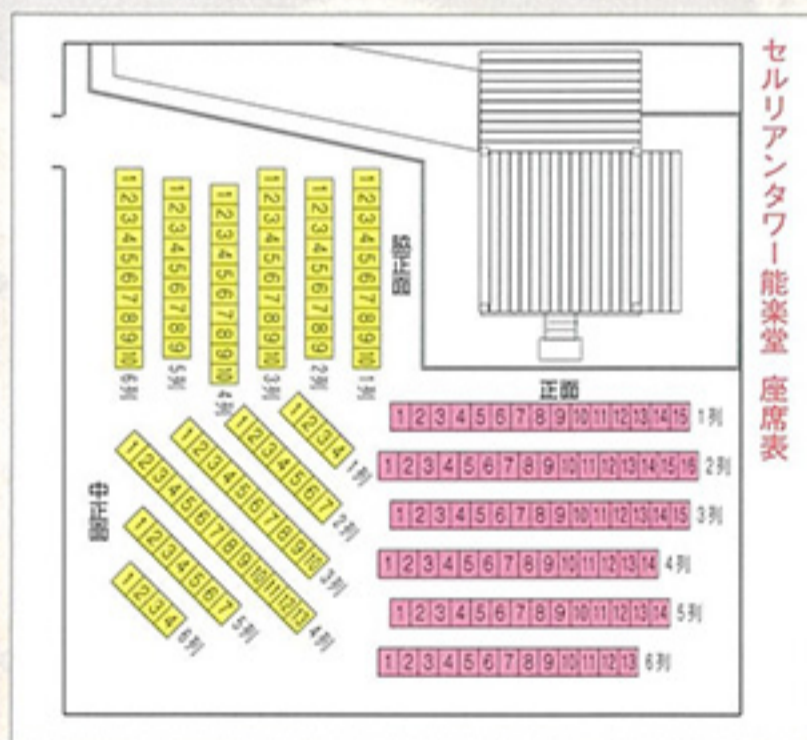 セルリアンタワー能楽堂 座席表
脇正面
1 2 3 4 5 6 7 8 9 10 6列
1 2 3 4 5 6 7 8 9 5列
1 2 3 4 5 6 7 8 9 10 4列
1 2 3 4 5 6 7 8 9 10 3列
1 2 3 4 5 6 7 8 9 2列
1 2 3 4 5 6 7 8 9 10 1列
中正面
1 2 3 4 1列
1 2 3 4 5 6 7 2列
1 2 3 4 5 6 7 8 9 10 3列
1 2 3 4 5 6 7 8 9 10 11 12 13 4列
1 2 3 4 5 6 7 5列
1 2 3 4 6列
正面
1 2 3 4 5 6 7 8 9 10 11 12 13 14 15 1列
1 2 3 4 5 6 7 8 9 10 11 12 13 14 15 16 2列
1 2 3 4 5 6 7 8 9 10 11 12 13 14 15 3列
1 2 3 4 5 6 7 8 9 10 11 12 13 14 4列
1 2 3 4 5 6 7 8 9 10 11 12 13 14 5列
1 2 3 4 5 6 7 8 9 10 11 12 13 6列